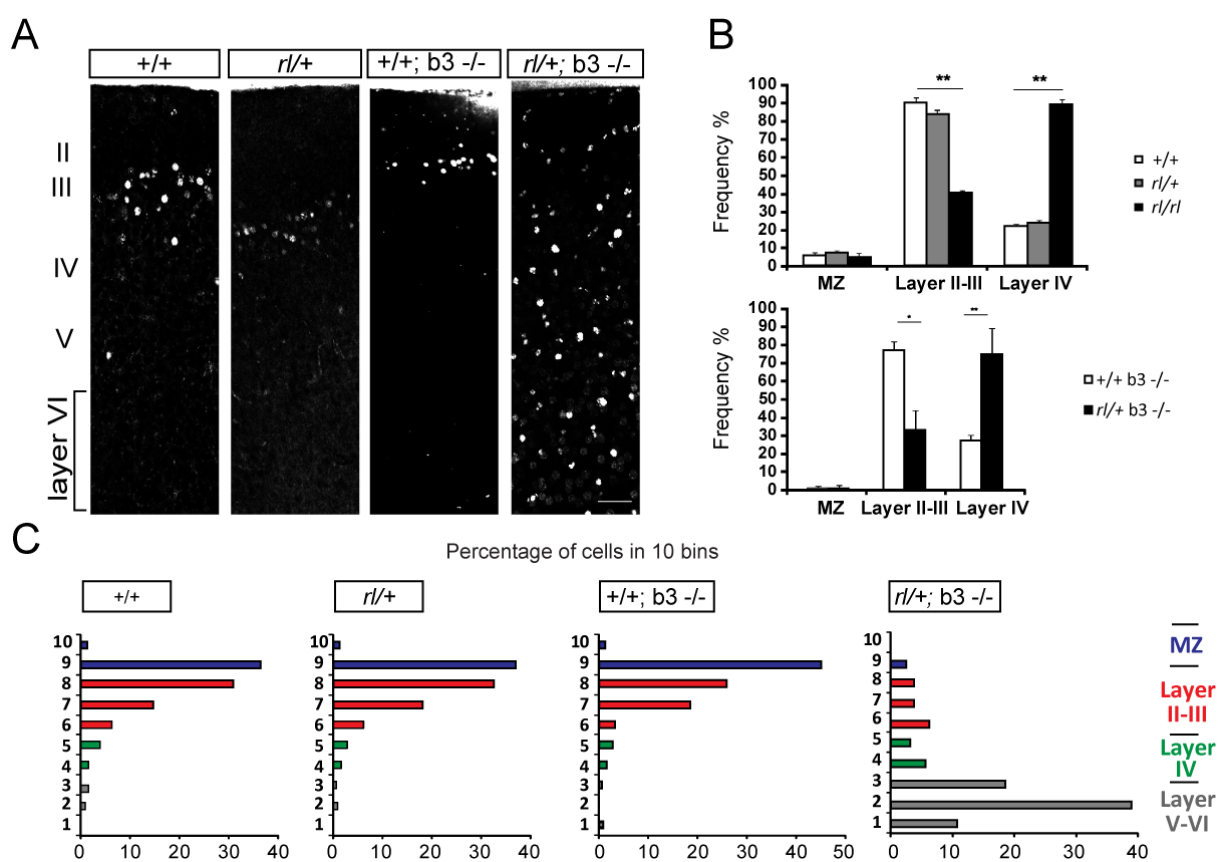 A
+/+
rl/+
+/+; b3 -/-
rl/+; b3 -/-
II
III
IV
V
layer VI
B
Frequency %
100
90
80
70
60
50
40
30
20
10
0
**
**
MZ
Layer II-III
Layer IV
+/+
rl/+
rl/rl
Frequency %
100
90
80
70
60
50
40
30
20
10
0
*
**
MZ
Layer II-III
Layer IV
+/+ b3 -/-
rl/+ b3 -/-
C
Percentage of cells in 10 bins
+/+
10
9
8
7
6
5
4
3
2
1
0 10 20 30 40
rl/+
10
9
8
7
6
5
4
3
2
1
0 10 20 30 40
+/+; b3 -/-
10
9
8
7
6
5
4
3
2
1
0 10 20 30 40 50
rl/+; b3 -/-
10
9
8
7
6
5
4
3
2
1
0 10 20 30 40
MZ
Layer
II-III
Layer
IV
Layer
V-VI